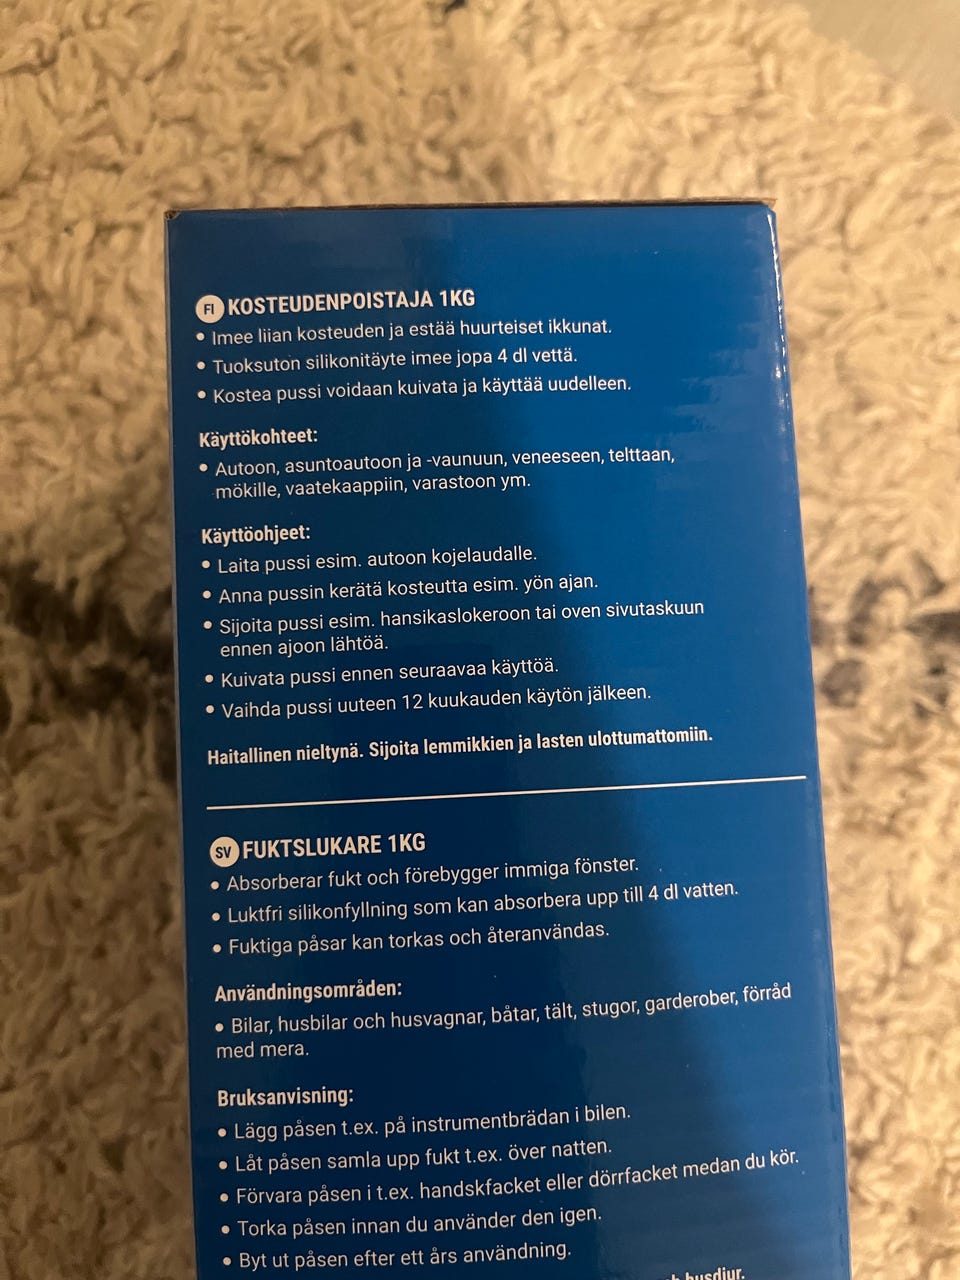 FI KOSTEUDENPOISTAJA 1KG
• Imee liian kosteuden ja estää huurteiset ikkunat.
• Tuoksuton silikonitäyte imee jopa 4 dl vettä.
• Kostea pussi voidaan kuivata ja käyttää uudelleen.
Käyttökohteet:
• Autoon, asuntoautoon ja -vaunuun, veneeseen, telttaan,
mökille, vaatekaappiin, varastoon ym.
Käyttöohjeet:
• Laita pussi esim. autoon kojelaudalle.
• Anna pussin kerätä kosteutta esim. yön ajan.
• Sijoita pussi esim. hansikaslokeroon tai oven sivutaskuun
ennen ajoon lähtöä.
• Kuivata pussi ennen seuraavaa käyttöä.
• Vaihda pussi uuteen 12 kuukauden käytön jälkeen.
Haitallinen nieltynä. Sijoita lemmikkien ja lasten ulottumattomiin.
SV FUKTSLUKARE 1KG
• Absorberar fukt och förebygger immiga fönster.
• Luktfri silikonfyllning som kan absorbera upp till 4 dl vatten.
• Fuktiga påsar kan torkas och återanvändas.
Användningsområden:
• Bilar, husbilar och husvagnar, båtar, tält, stugor, garderober, förråd
med mera.
Bruksanvisning:
• Lägg påsen t.ex. på instrumentbrädan i bilen.
• Låt påsen samla upp fukt t.ex. över natten.
• Förvara påsen i t.ex. handskfacket eller dörrfacket medan du kör.
• Torka påsen innan du använder den igen.
• Byt ut påsen efter ett års användning.
husdjur.